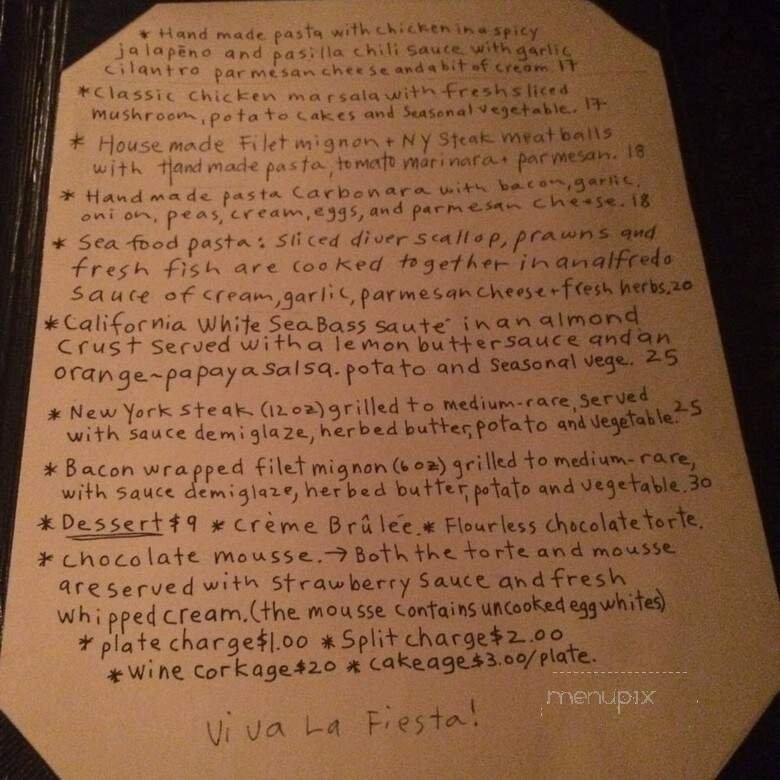 * Hand made pasta with chicken in a spicy
jalapēno and pasilla chili sauce with garlic
cilantro parmesan cheese and a bit of cream 17
* Classic chicken marsala with fresh sliced
mushroom, potato cakes and seasonal vegetable. 17
* House made Filet mignon + NY Steak meatballs
with Hand made pasta, tomato marinara + parmesan. 18
* Hand made pasta Carbonara with bacon, garlic,
onion, peas, cream, eggs, and parmesan cheese. 18
* Sea food pasta: sliced diver scallop, prawns and
fresh fish are cooked together in an alfredo
sauce of cream, garlic, parmesan cheese + fresh herbs. 20
* California White Sea Bass sauté in an almond
crust served with a lemon butter sauce and an
orange~papaya salsa. potato and seasonal vege. 25
* New York steak (12 oz) grilled to medium-rare, served
with sauce demi glaze, herbed butter, potato and vegetable. 25
* Bacon wrapped filet mignon (6 oz) grilled to medium-rare,
with sauce demiglaze, herbed butter, potato and vegetable. 30
* Dessert $9 * Crème Brûlée. * Flourless chocolate torte.
* chocolate mousse. → Both the torte and mousse
are served with strawberry sauce and fresh
whipped cream. (the mousse contains uncooked egg whites)
* plate charge $1.00 * Split charge $2.00
* wine corkage $20 * cakeage $3.00/plate.
menupix
Viva La Fiesta!